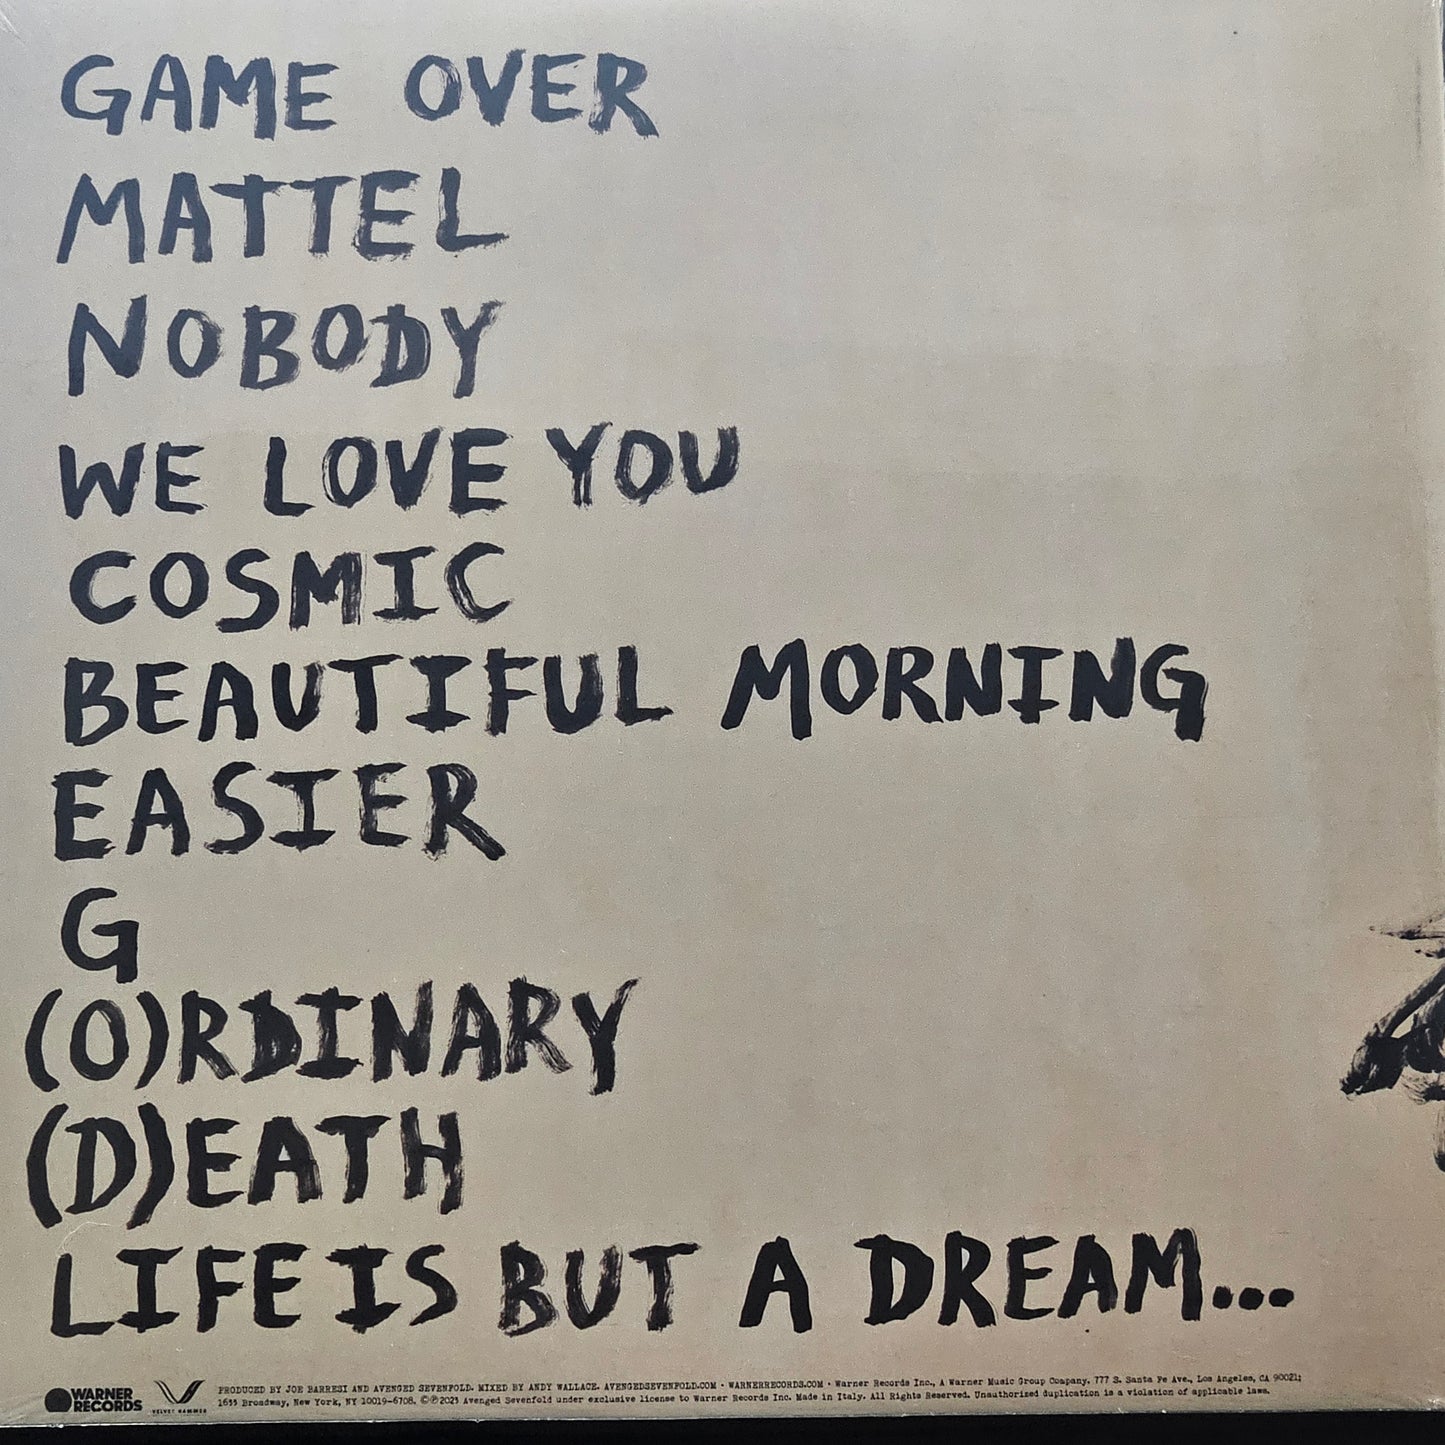 GAME OVER
MATTEL
NOBODY
WE LOVE YOU
COSMIC
BEAUTIFUL MORNING
EASIER
G
(O)RDINARY
(D)EATH
LIFE IS BUT A DREAM...
WARNER
RECORDS
VELVET HAMMER
PRODUCED BY JOE BARRESI AND AVENGED SEVENFOLD. MIXED BY ANDY WALLACE. AVENGEDSEVENFOLD.COM • WARNERRECORDS.COM • Warner Records Inc., A Warner Music Group Company. 777 S. Santa Fe Ave., Los Angeles, CA 90021;
1633 Broadway, New York, NY 10019-6708. ©℗2023 Avenged Sevenfold under exclusive license to Warner Records Inc. Made in Italy. All Rights Reserved. Unauthorized duplication is a violation of applicable laws.